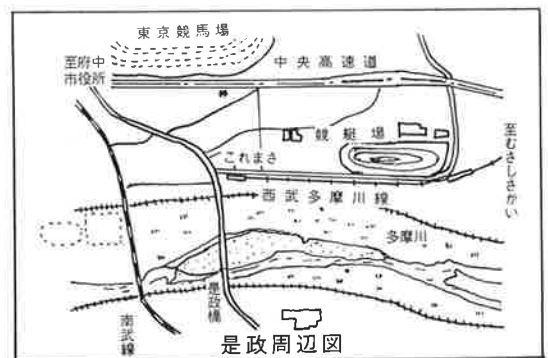 東京競馬場
至府中
市役所
中央高速道
競艇場
これまさ
至むさしさかい
西武多摩川線
多摩川
是政橋
南武線
是政周辺図